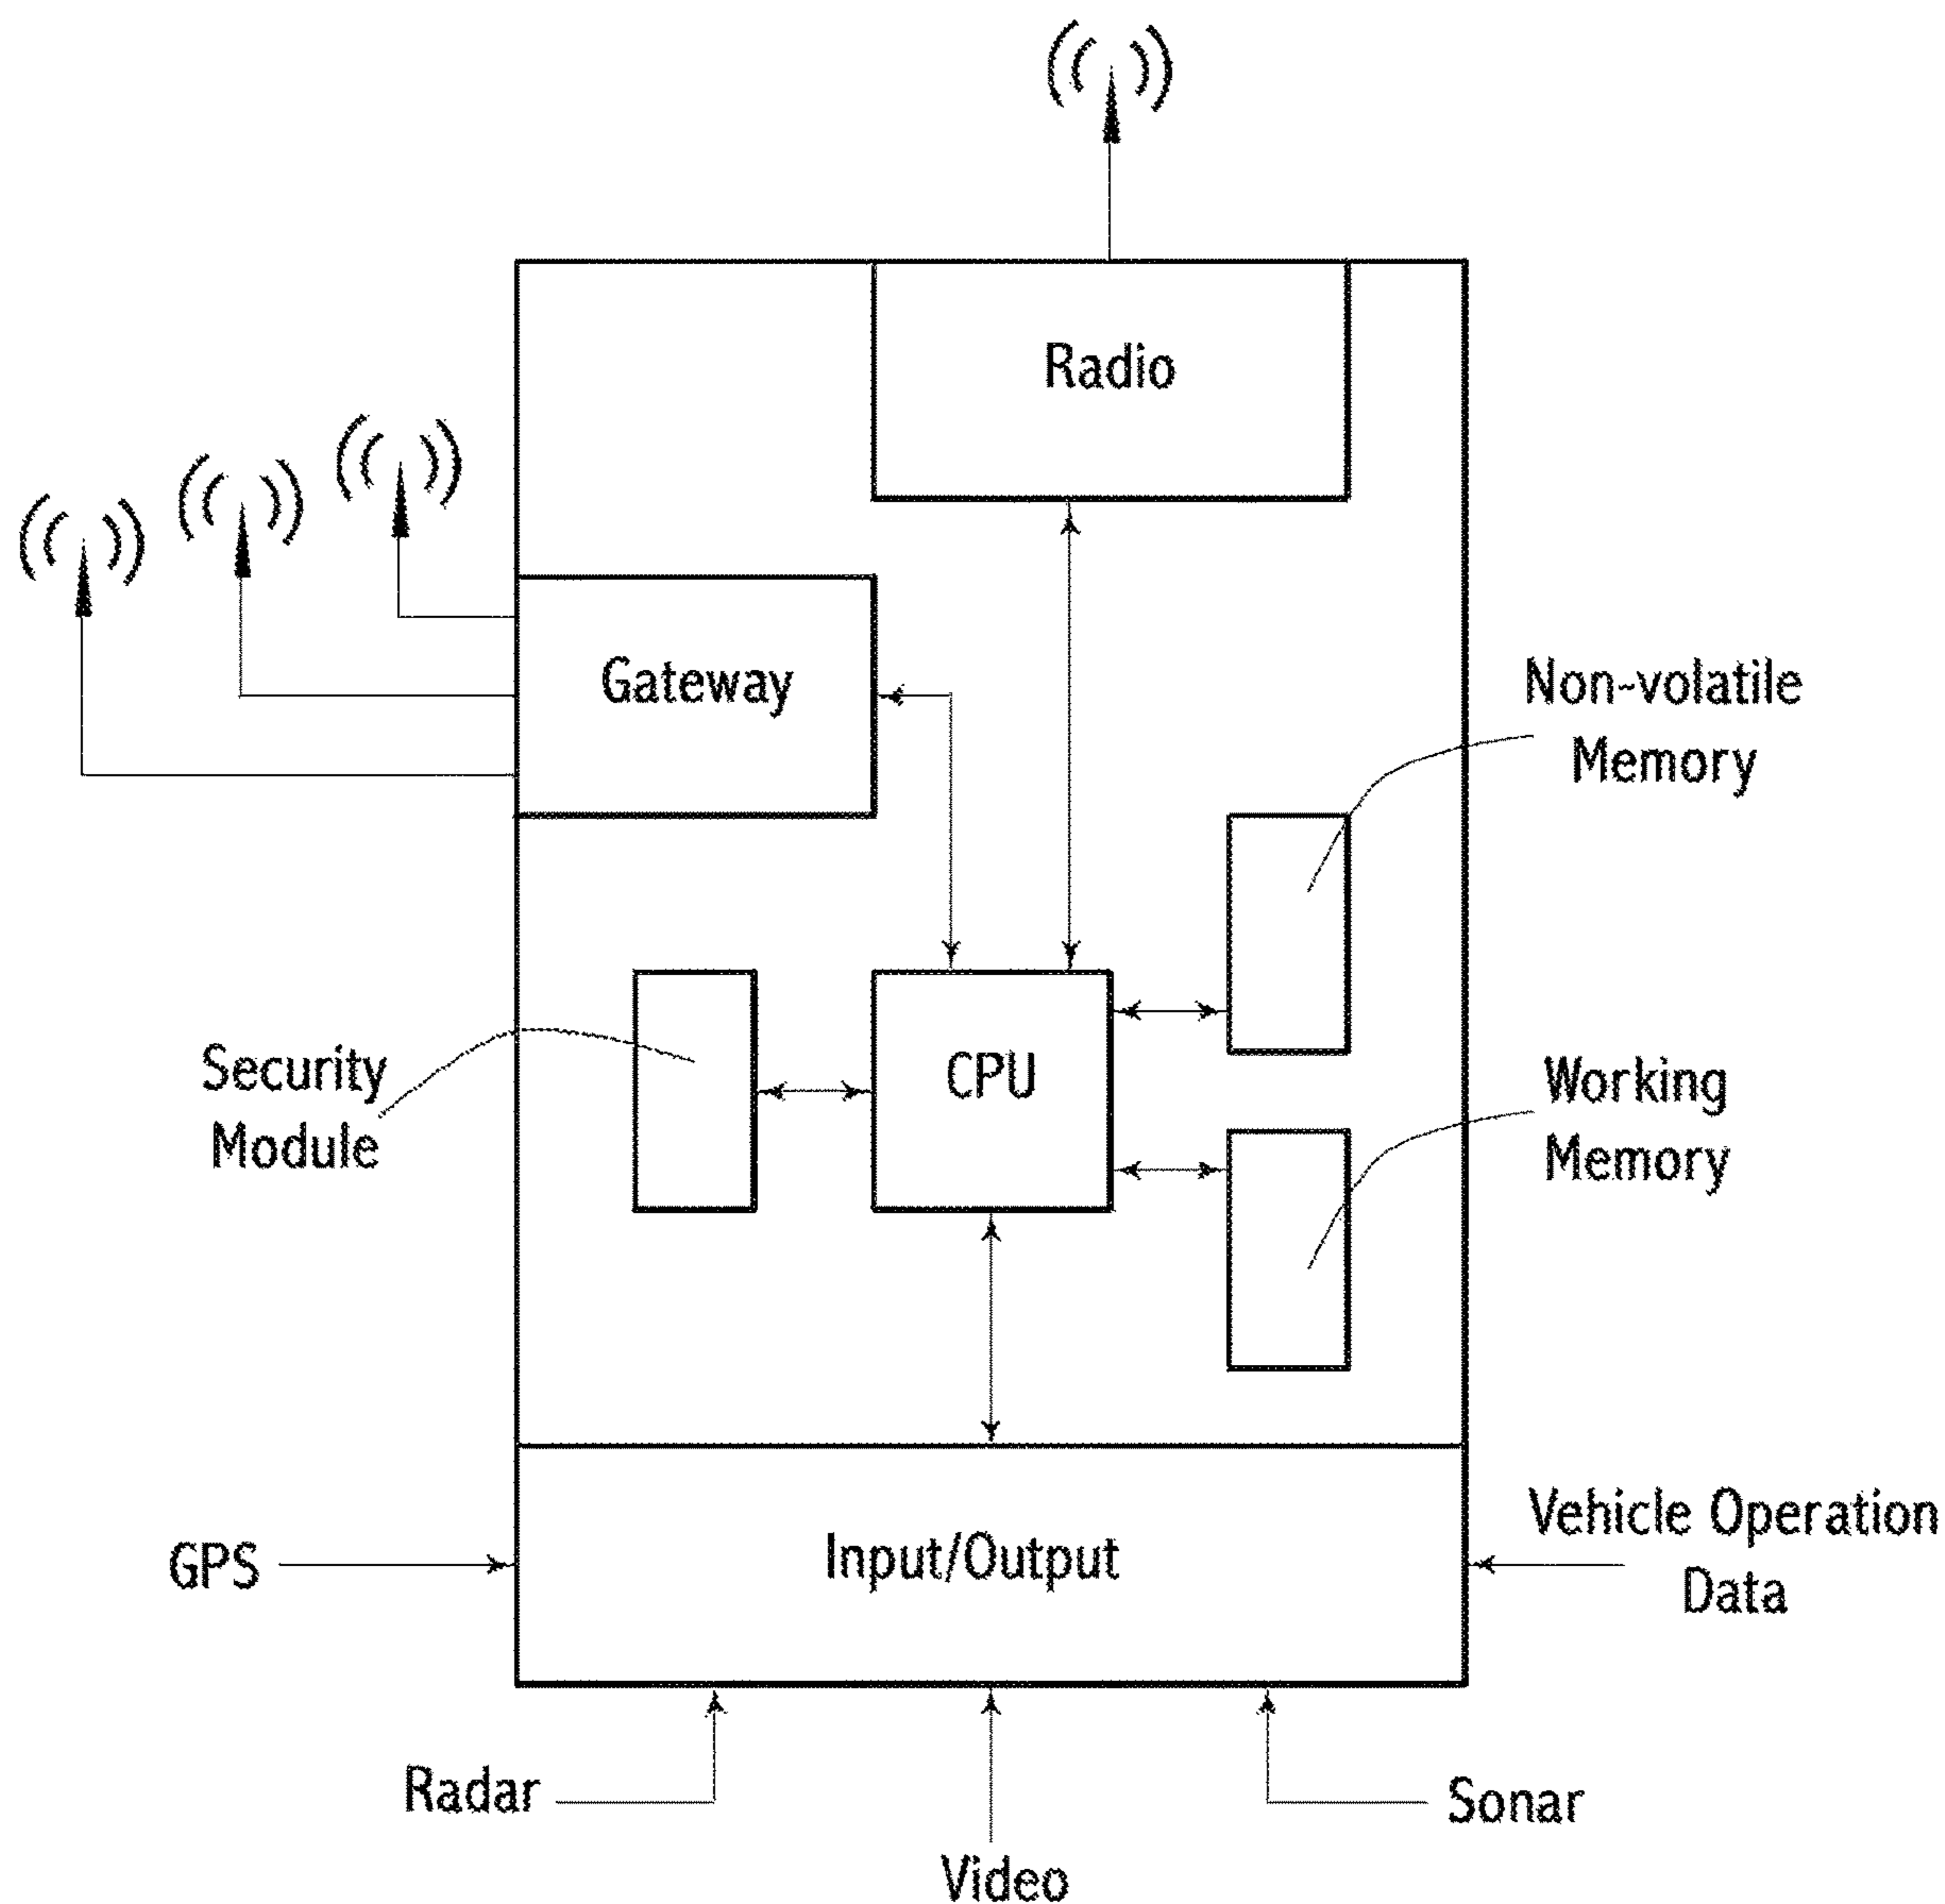 Radio
Gateway
Non-volatile
Memory
Security
Module
CPU
Working
Memory
GPS
Input/Output
Vehicle Operation
Data
Radar
Video
Sonar